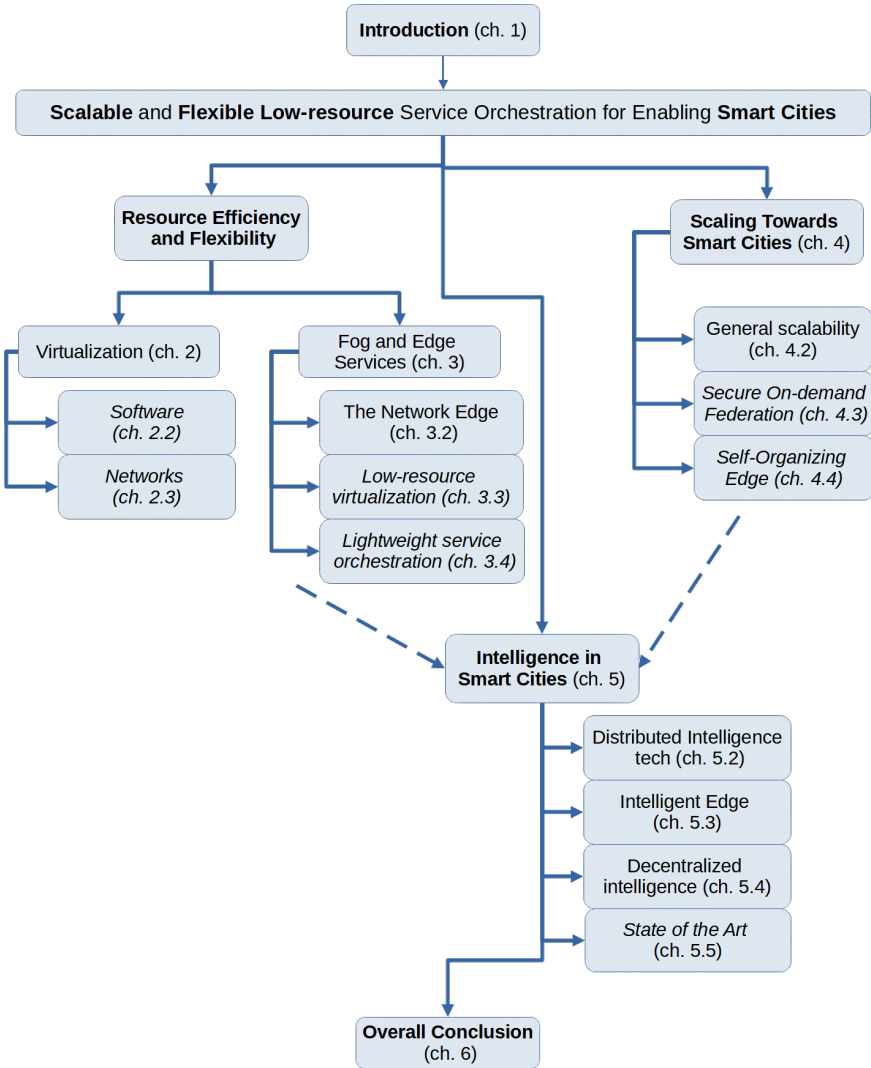 Introduction (ch. 1)
Scalable and Flexible Low-resource Service Orchestration for Enabling Smart Cities
Resource Efficiency
and Flexibility
Scaling Towards
Smart Cities (ch. 4)
Virtualization (ch. 2)
Software
(ch. 2.2)
Networks
(ch. 2.3)
Fog and Edge
Services (ch. 3)
The Network Edge
(ch. 3.2)
Low-resource
virtualization (ch. 3.3)
Lightweight service
orchestration (ch. 3.4)
General scalability
(ch. 4.2)
Secure On-demand
Federation (ch. 4.3)
Self-Organizing
Edge (ch. 4.4)
Intelligence in
Smart Cities (ch. 5)
Distributed Intelligence
tech (ch. 5.2)
Intelligent Edge
(ch. 5.3)
Decentralized
intelligence (ch. 5.4)
State of the Art
(ch. 5.5)
Overall Conclusion
(ch. 6)